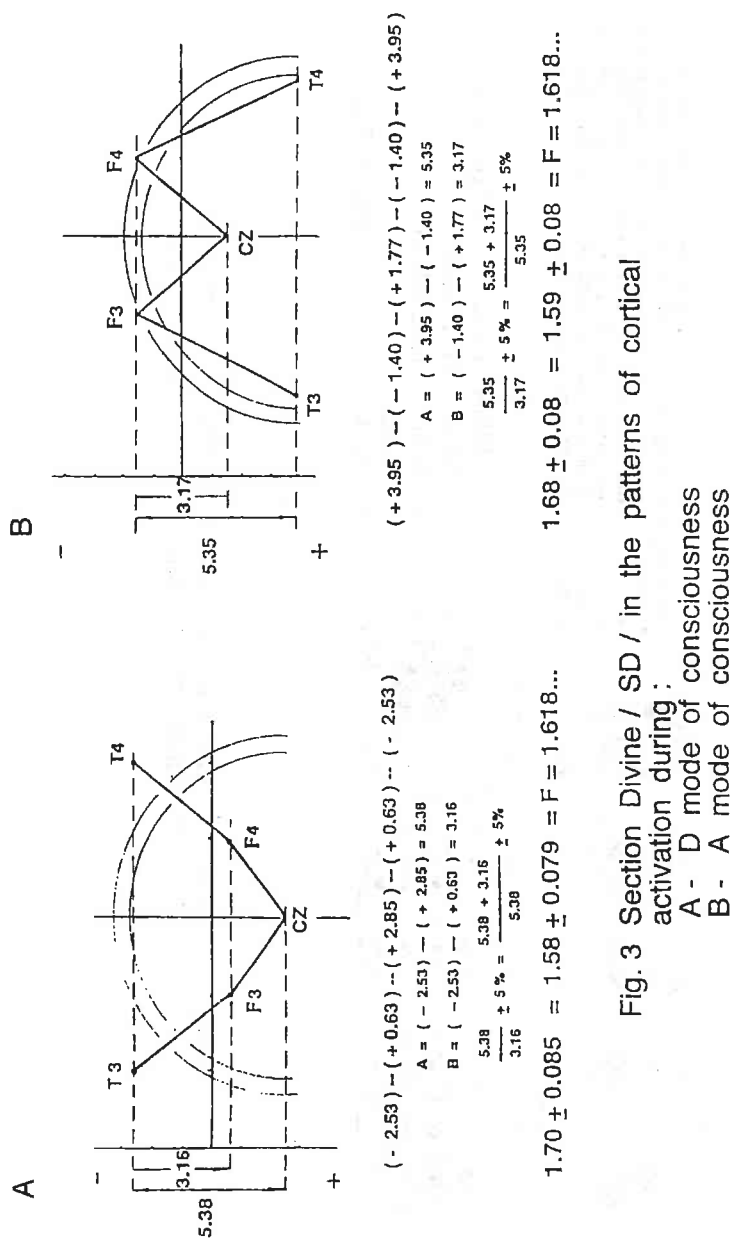 A
-
+
5.38
3.16
T3
T4
F3
F4
CZ
( - 2.53 ) – ( + 0.63 ) -- ( + 2.85 ) – ( + 0.63 ) -- ( - 2.53 )
A = ( - 2.53 ) – ( + 2.85 ) = 5.38
B = ( - 2.53 ) – ( + 0.63 ) = 3.16
5.38 / 3.16 ± 5 % = 5.38 + 3.16 / 5.38 ± 5%
1.70 ± 0.085 = 1.58 ± 0.079 = F = 1.618...
B
-
+
5.35
3.17
F3
F4
CZ
T3
T4
( + 3.95 ) – ( – 1.40 ) – ( + 1.77 ) – ( – 1.40 ) – ( + 3.95 )
A = ( + 3.95 ) – ( – 1.40 ) = 5.35
B = ( – 1.40 ) – ( + 1.77 ) = 3.17
5.35 / 3.17 ± 5 % = 5.35 + 3.17 / 5.35 ± 5%
1.68 ± 0.08 = 1.59 ± 0.08 = F = 1.618...
Fig. 3 Section Divine / SD / in the patterns of cortical
activation during :
A - D mode of consciousness
B - A mode of consciousness